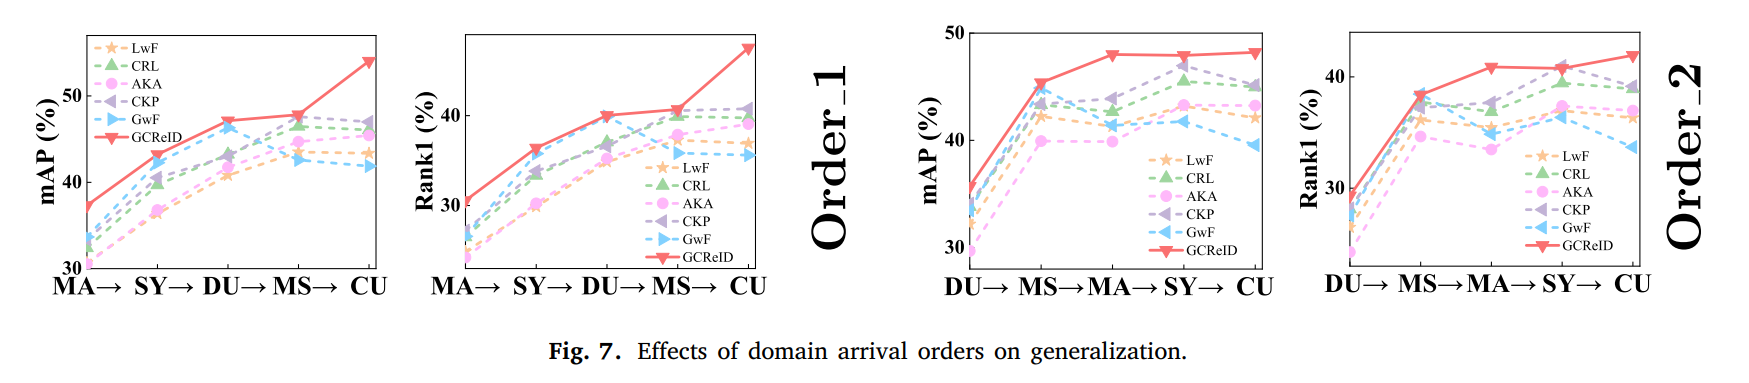 LwF
CRL
AKA
CKP
GwF
GCReID
mAP (%)
50
40
30
MA→ SY→ DU→ MS→ CU
Rank1 (%)
40
30
LwF
CRL
AKA
CKP
GwF
GCReID
MA→ SY→ DU→ MS→ CU
Order_1
mAP (%)
50
40
30
LwF
CRL
AKA
CKP
GwF
GCReID
DU→ MS→ MA→ SY→ CU
Rank1 (%)
40
30
LwF
CRL
AKA
CKP
GwF
GCReID
DU→ MS→ MA→ SY→ CU
Order_2
Fig. 7. Effects of domain arrival orders on generalization.